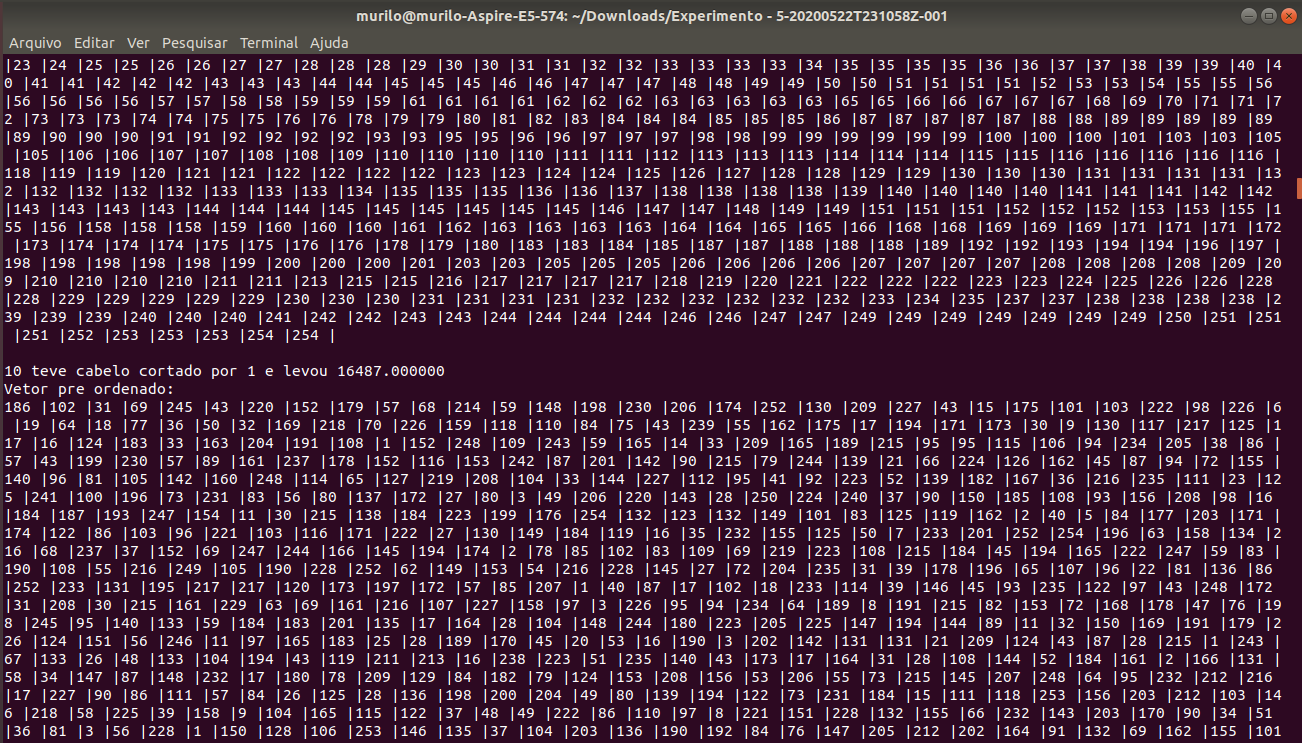 murilo@murilo-Aspire-E5-574: ~/Downloads/Experimento - 5-20200522T231058Z-001
Arquivo Editar Ver Pesquisar Terminal Ajuda
|23 |24 |25 |25 |26 |26 |27 |27 |28 |28 |28 |29 |30 |30 |31 |31 |32 |32 |33 |33 |33 |33 |34 |35 |35 |35 |35 |36 |36 |37 |37 |38 |39 |39 |40 |4
0 |41 |41 |42 |42 |42 |43 |43 |43 |44 |44 |45 |45 |45 |46 |46 |47 |47 |47 |48 |48 |49 |49 |50 |50 |51 |51 |51 |51 |52 |53 |53 |54 |55 |55 |56
|56 |56 |56 |56 |57 |57 |58 |58 |59 |59 |59 |61 |61 |61 |61 |62 |62 |62 |63 |63 |63 |63 |63 |65 |65 |66 |66 |67 |67 |67 |68 |69 |70 |71 |71 |7
2 |73 |73 |73 |74 |74 |75 |75 |76 |76 |78 |79 |79 |80 |81 |82 |83 |84 |84 |84 |85 |85 |85 |86 |87 |87 |87 |87 |87 |88 |88 |89 |89 |89 |89 |89
|89 |90 |90 |90 |91 |91 |92 |92 |92 |92 |93 |93 |95 |95 |96 |96 |97 |97 |97 |98 |98 |99 |99 |99 |99 |99 |99 |100 |100 |100 |101 |103 |103 |105
|105 |106 |106 |107 |107 |108 |108 |109 |110 |110 |110 |110 |111 |111 |112 |113 |113 |113 |114 |114 |114 |115 |115 |116 |116 |116 |116 |116 |
118 |119 |119 |120 |121 |121 |122 |122 |122 |122 |123 |123 |124 |124 |125 |126 |127 |128 |128 |129 |129 |130 |130 |130 |131 |131 |131 |131 |13
2 |132 |132 |132 |132 |133 |133 |133 |134 |135 |135 |135 |136 |136 |137 |138 |138 |138 |138 |139 |140 |140 |140 |140 |141 |141 |141 |142 |142
|143 |143 |143 |143 |144 |144 |144 |145 |145 |145 |145 |145 |145 |146 |147 |147 |148 |149 |149 |151 |151 |151 |152 |152 |152 |153 |153 |155 |1
55 |156 |158 |158 |158 |159 |160 |160 |160 |161 |162 |163 |163 |163 |163 |164 |164 |165 |165 |166 |168 |168 |169 |169 |169 |171 |171 |171 |172
|173 |174 |174 |174 |175 |175 |176 |176 |178 |179 |180 |183 |183 |184 |185 |187 |187 |188 |188 |188 |189 |192 |192 |193 |194 |194 |196 |197 |
198 |198 |198 |198 |198 |199 |200 |200 |200 |201 |203 |203 |205 |205 |205 |206 |206 |206 |206 |207 |207 |207 |207 |208 |208 |208 |208 |209 |20
9 |210 |210 |210 |210 |211 |211 |213 |215 |215 |216 |217 |217 |217 |217 |218 |219 |220 |221 |222 |222 |222 |223 |223 |224 |225 |226 |226 |228
|228 |229 |229 |229 |229 |229 |230 |230 |230 |231 |231 |231 |231 |232 |232 |232 |232 |232 |232 |233 |234 |235 |237 |237 |238 |238 |238 |238 |2
39 |239 |239 |240 |240 |240 |241 |242 |242 |243 |243 |244 |244 |244 |244 |246 |246 |247 |247 |249 |249 |249 |249 |249 |249 |249 |250 |251 |251
|251 |252 |253 |253 |253 |254 |254 |
10 teve cabelo cortado por 1 e levou 16487.000000
Vetor pre ordenado:
186 |102 |31 |69 |245 |43 |220 |152 |179 |57 |68 |214 |59 |148 |198 |230 |206 |174 |252 |130 |209 |227 |43 |15 |175 |101 |103 |222 |98 |226 |6
|19 |64 |18 |77 |36 |50 |32 |169 |218 |70 |226 |159 |118 |110 |84 |75 |43 |239 |55 |162 |175 |17 |194 |171 |173 |30 |9 |130 |117 |217 |125 |1
17 |16 |124 |183 |33 |163 |204 |191 |108 |1 |152 |248 |109 |243 |59 |165 |14 |33 |209 |165 |189 |215 |95 |95 |115 |106 |94 |234 |205 |38 |86 |
57 |43 |199 |230 |57 |89 |161 |237 |178 |152 |116 |153 |242 |87 |201 |142 |90 |215 |79 |244 |139 |21 |66 |224 |126 |162 |45 |87 |94 |72 |155 |
140 |96 |81 |105 |142 |160 |248 |114 |65 |127 |219 |208 |104 |33 |144 |227 |112 |95 |41 |92 |223 |52 |139 |182 |167 |36 |216 |235 |111 |23 |12
5 |241 |100 |196 |73 |231 |83 |56 |80 |137 |172 |27 |80 |3 |49 |206 |220 |143 |28 |250 |224 |240 |37 |90 |150 |185 |108 |93 |156 |208 |98 |16
|184 |187 |193 |247 |154 |11 |30 |215 |138 |184 |223 |199 |176 |254 |132 |123 |132 |149 |101 |83 |125 |119 |162 |2 |40 |5 |84 |177 |203 |171 |
174 |122 |86 |103 |96 |221 |103 |116 |171 |222 |27 |130 |149 |184 |119 |16 |35 |232 |155 |125 |50 |7 |233 |201 |252 |254 |196 |63 |158 |134 |2
16 |68 |237 |37 |152 |69 |247 |244 |166 |145 |194 |174 |2 |78 |85 |102 |83 |109 |69 |219 |223 |108 |215 |184 |45 |194 |165 |222 |247 |59 |83 |
190 |108 |55 |216 |249 |105 |190 |228 |252 |62 |149 |153 |54 |216 |228 |145 |27 |72 |204 |235 |31 |39 |178 |196 |65 |107 |96 |22 |81 |136 |86
|252 |233 |131 |195 |217 |217 |120 |173 |197 |172 |57 |85 |207 |1 |40 |87 |17 |102 |18 |233 |114 |39 |146 |45 |93 |235 |122 |97 |43 |248 |172
|31 |208 |30 |215 |161 |229 |63 |69 |161 |216 |107 |227 |158 |97 |3 |226 |95 |94 |234 |64 |189 |8 |191 |215 |82 |153 |72 |168 |178 |47 |76 |19
8 |245 |95 |140 |133 |59 |184 |183 |201 |135 |17 |164 |28 |104 |148 |244 |180 |223 |205 |225 |147 |194 |144 |89 |11 |32 |150 |169 |191 |179 |2
26 |124 |151 |56 |246 |11 |97 |165 |183 |25 |28 |189 |170 |45 |20 |53 |16 |190 |3 |202 |142 |131 |131 |21 |209 |124 |43 |87 |28 |215 |1 |243 |
67 |133 |26 |48 |133 |104 |194 |43 |119 |211 |213 |16 |238 |223 |51 |235 |140 |43 |173 |17 |164 |31 |28 |108 |144 |52 |184 |161 |2 |166 |131 |
58 |34 |147 |87 |148 |232 |17 |180 |78 |209 |129 |84 |182 |79 |124 |153 |208 |156 |53 |206 |55 |73 |215 |145 |207 |248 |64 |95 |232 |212 |216
|17 |227 |90 |86 |111 |57 |84 |26 |125 |28 |136 |198 |200 |204 |49 |80 |139 |194 |122 |73 |231 |184 |15 |111 |118 |253 |156 |203 |212 |103 |14
6 |218 |58 |225 |39 |158 |9 |104 |165 |115 |122 |37 |48 |49 |222 |86 |110 |97 |8 |221 |151 |228 |132 |155 |66 |232 |143 |203 |170 |90 |34 |51
|36 |81 |3 |56 |228 |1 |150 |128 |106 |253 |146 |135 |37 |104 |203 |136 |190 |192 |84 |76 |147 |205 |212 |202 |164 |91 |132 |69 |162 |155 |101